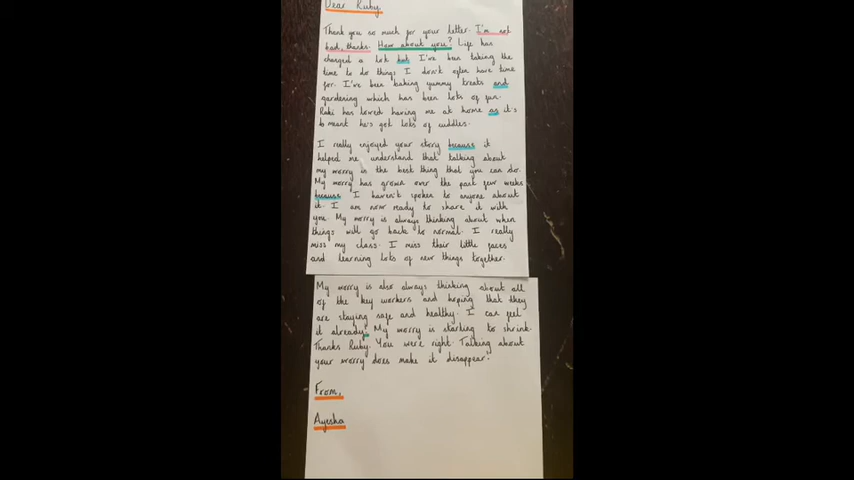 Dear Ruby,
Thank you so much for your letter. I'm not
bad, thanks. How about you? Life has
changed a lot but I've been taking the
time to do things I don't often have time
for. I've been baking yummy treats and
gardening which has been lots of fun.
Raki has loved having me at home as it's
meant he's got lots of cuddles.
I really enjoyed your story because it
helped me understand that talking about
my worry is the best thing that you can do.
My worry has grown over the past few weeks
because I haven't spoken to anyone about
it. I am now ready to share it with
you. My worry is always thinking about when
things will go back to normal. I really
miss my class. I miss their little faces
and learning lots of new things together.
My worry is also always thinking about all
of the key workers and hoping that they
are staying safe and healthy. I can feel
it already. My worry is starting to shrink.
Thanks Ruby. You were right. Talking about
your worry does make it disappear.
From,
Ayesha